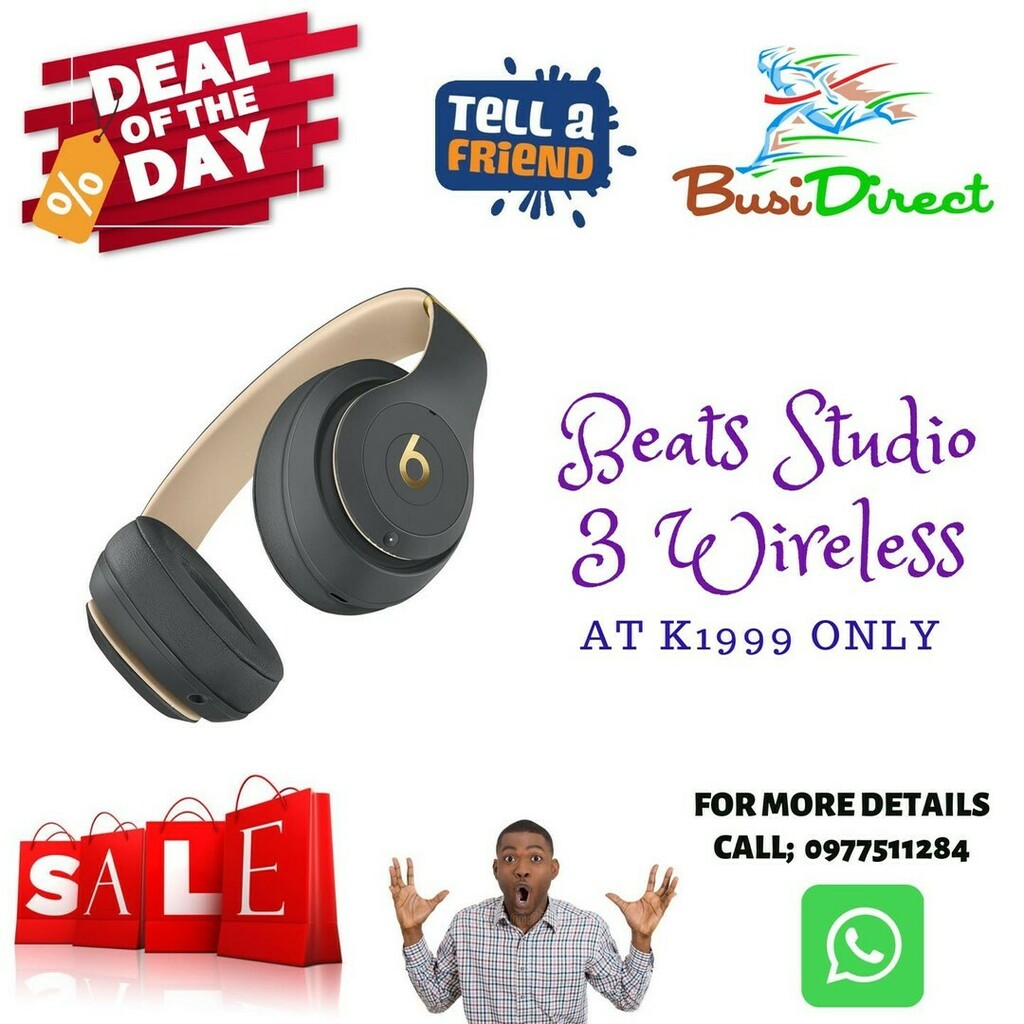 DEAL
OF THE
DAY
%
TELL a
FRiEND
BusiDirect
Beats Studio
3 Wireless
AT K1999 ONLY
SALE
FOR MORE DETAILS
CALL; 0977511284